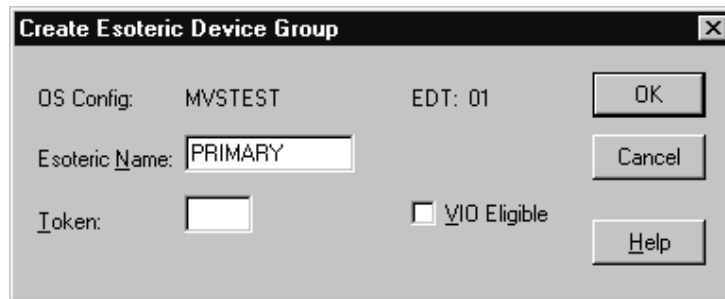 Create Esoteric Device Group
OS Config: MVSTEST EDT: 01 OK
Esoteric Name: PRIMARY Cancel
Token: VIO Eligible
Help